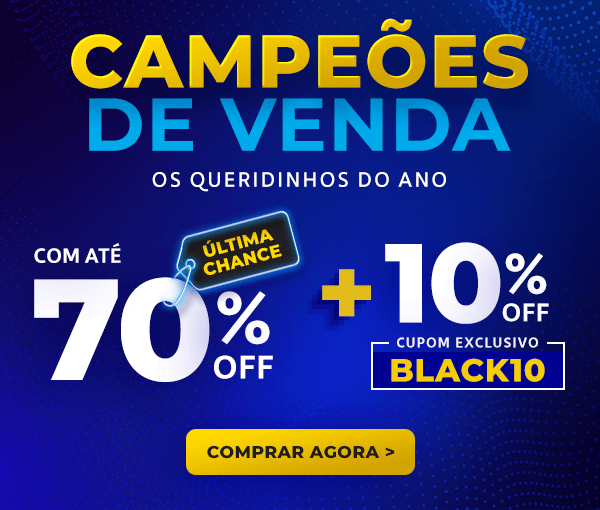 CAMPEÕES
DE VENDA
OS QUERIDINHOS DO ANO
COM ATÉ
70% OFF
ÚLTIMA
CHANCE
+
10% OFF
CUPOM EXCLUSIVO
BLACK10
COMPRAR AGORA >